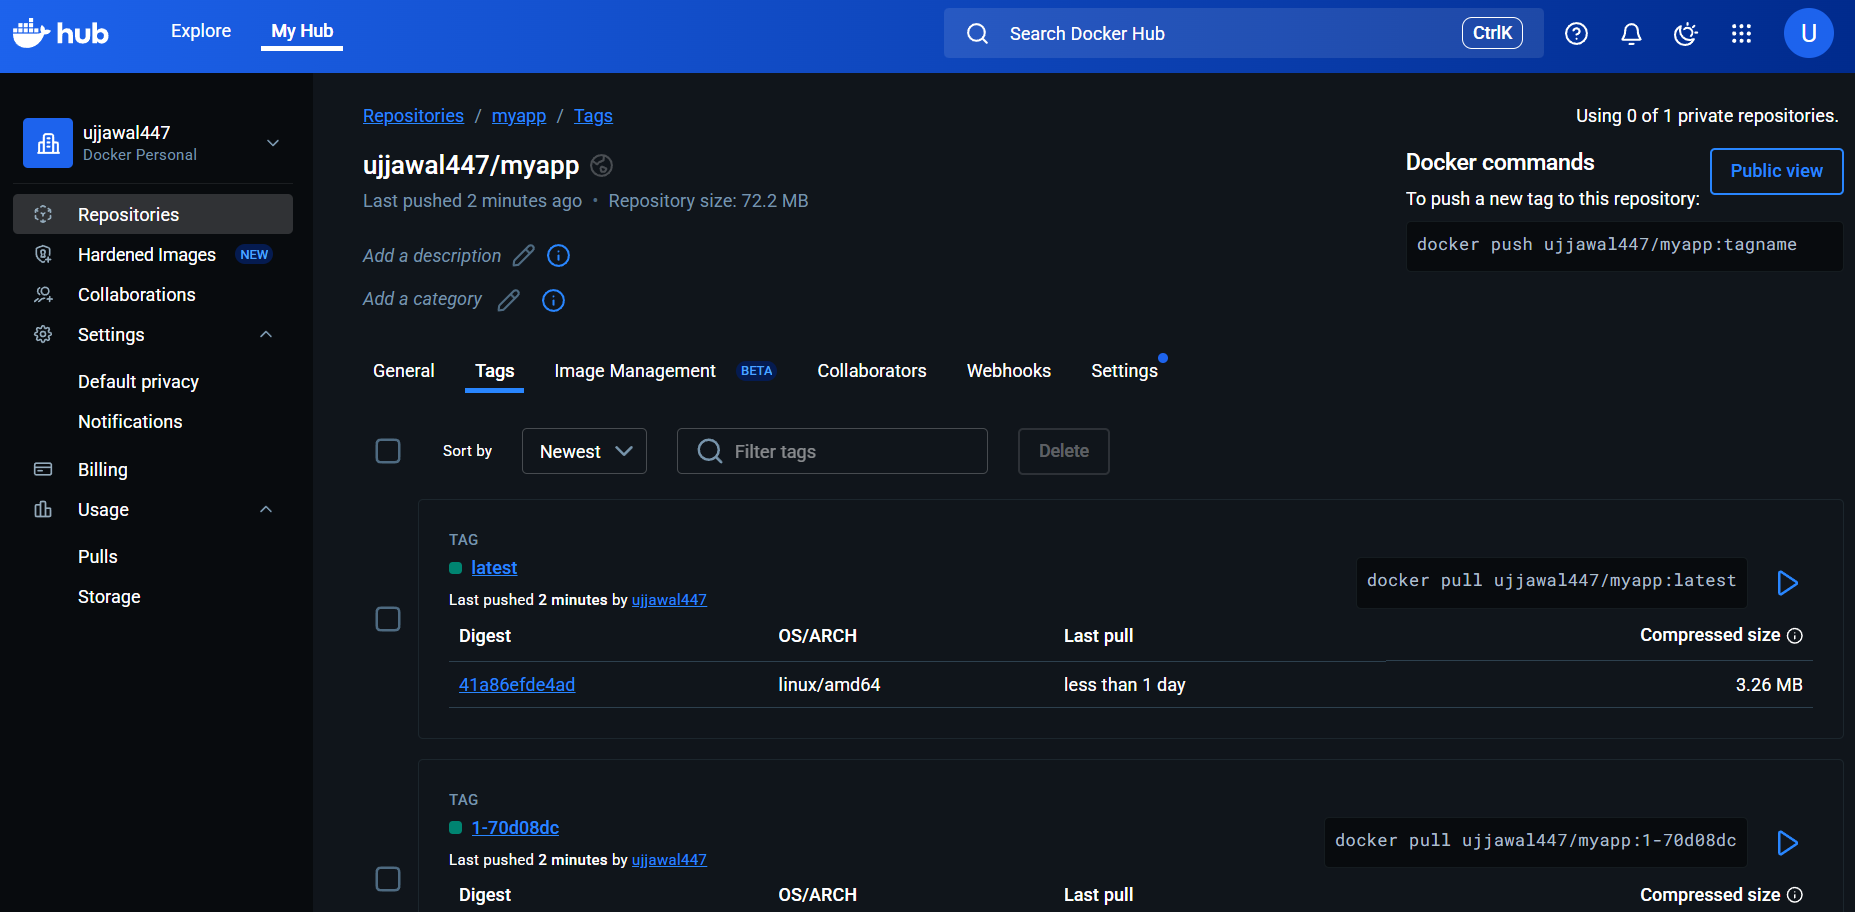 hub
Explore
My Hub
Search Docker Hub
CtrlK
U
ujjawal447
Docker Personal
Repositories
Hardened Images NEW
Collaborations
Settings
Default privacy
Notifications
Billing
Usage
Pulls
Storage
Repositories / myapp / Tags
Using 0 of 1 private repositories.
ujjawal447/myapp
Last pushed 2 minutes ago • Repository size: 72.2 MB
Add a description
Add a category
Docker commands
Public view
To push a new tag to this repository:
docker push ujjawal447/myapp:tagname
General Tags Image Management BETA Collaborators Webhooks Settings
Sort by Newest Filter tags Delete
TAG
latest
docker pull ujjawal447/myapp:latest
Last pushed 2 minutes by ujjawal447
Digest OS/ARCH Last pull Compressed size
41a86efde4ad linux/amd64 less than 1 day 3.26 MB
TAG
1-70d08dc
docker pull ujjawal447/myapp:1-70d08dc
Last pushed 2 minutes by ujjawal447
Digest OS/ARCH Last pull Compressed size